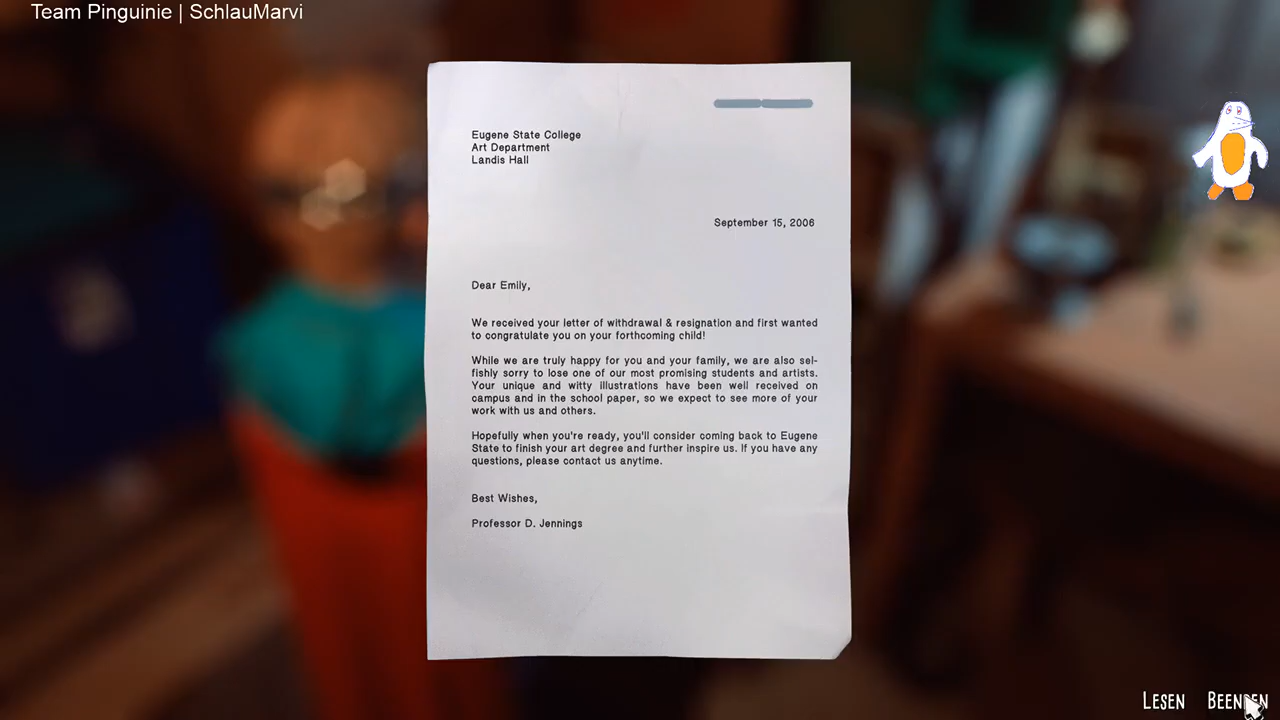 Team Pinguinie | SchlauMarvi
Eugene State College
Art Department
Landis Hall
September 15, 2006
Dear Emily,
We received your letter of withdrawal & resignation and first wanted
to congratulate you on your forthcoming child!
While we are truly happy for you and your family, we are also sel-
fishly sorry to lose one of our most promising students and artists.
Your unique and witty illustrations have been well received on
campus and in the school paper, so we expect to see more of your
work with us and others.
Hopefully when you're ready, you'll consider coming back to Eugene
State to finish your art degree and further inspire us. If you have any
questions, please contact us anytime.
Best Wishes,
Professor D. Jennings
LESEN BEENDEN